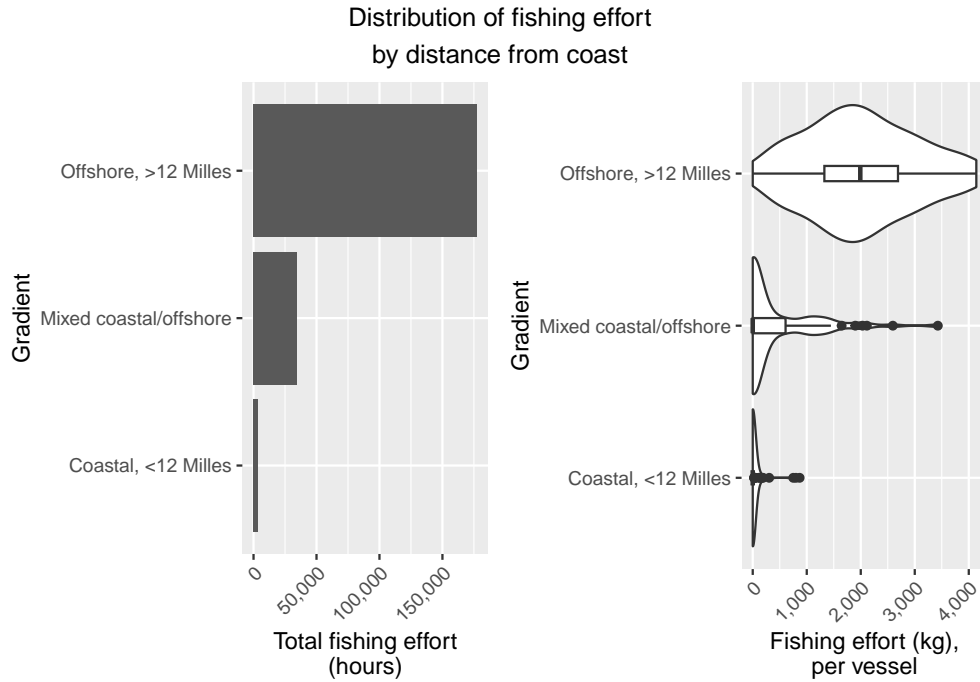 Distribution of fishing effort
by distance from coast
Gradient
Offshore, >12 Milles
Mixed coastal/offshore
Coastal, <12 Milles
0
50,000
100,000
150,000
Total fishing effort
(hours)
Gradient
Offshore, >12 Milles
Mixed coastal/offshore
Coastal, <12 Milles
0
1,000
2,000
3,000
4,000
Fishing effort (kg),
per vessel